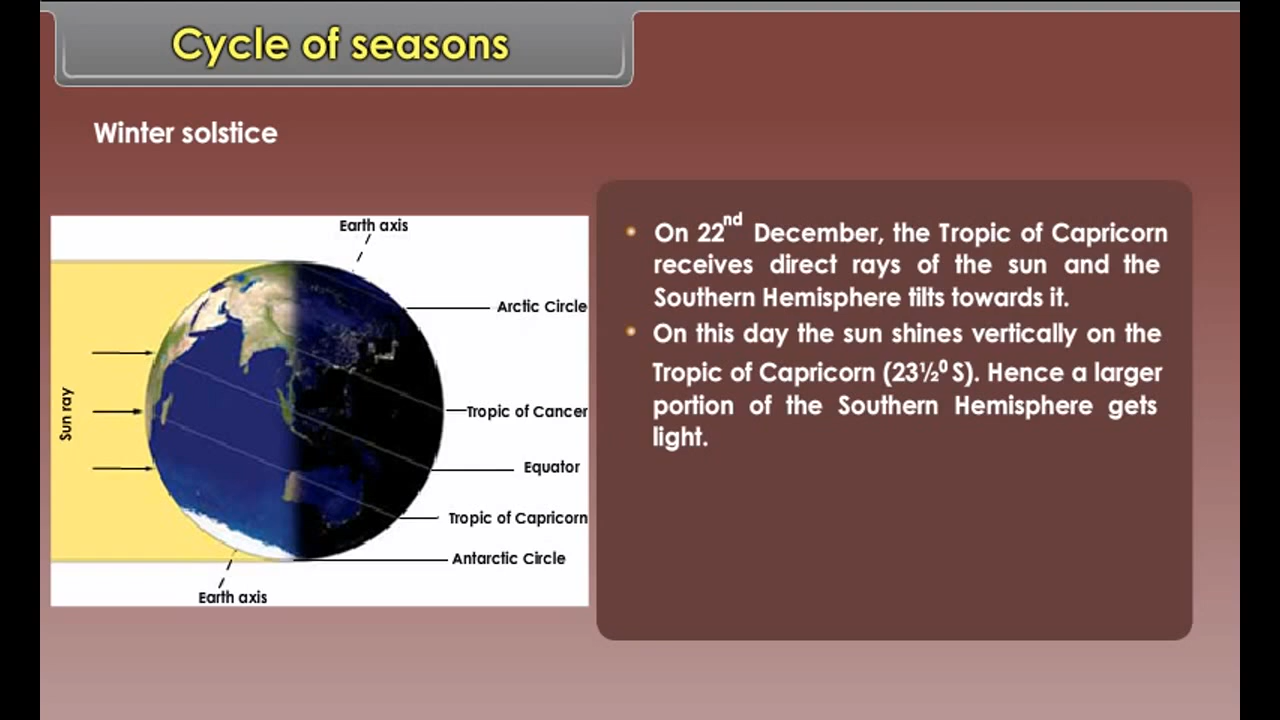 Cycle of seasons
Winter solstice
Earth axis
Arctic Circle
Sun ray
Tropic of Cancer
Equator
Tropic of Capricorn
Antarctic Circle
Earth axis
On 22nd December, the Tropic of Capricorn
receives direct rays of the sun and the
Southern Hemisphere tilts towards it.
On this day the sun shines vertically on the
Tropic of Capricorn (23½⁰ S). Hence a larger
portion of the Southern Hemisphere gets
light.